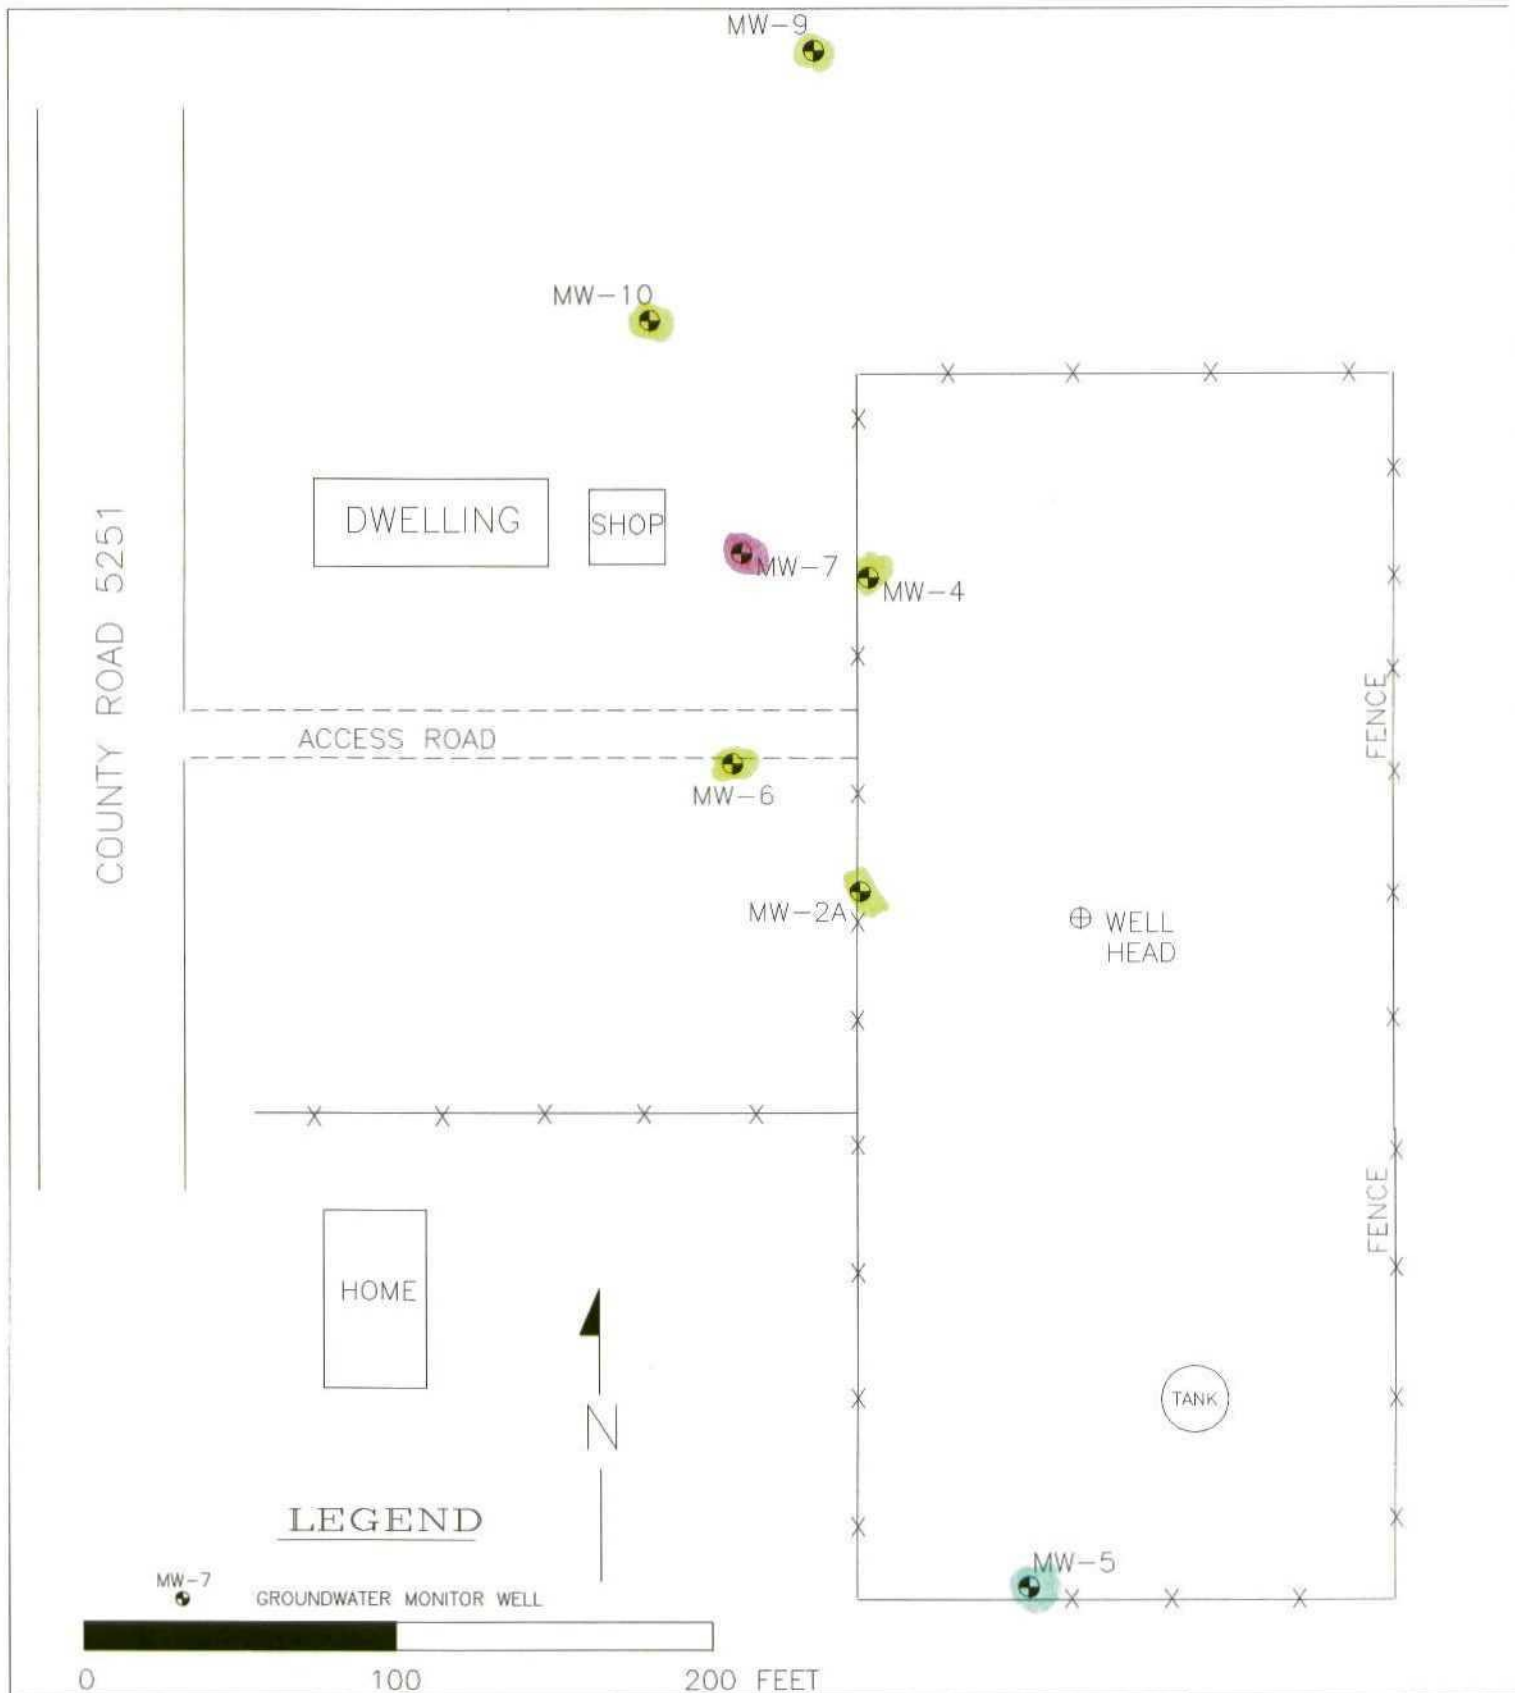 MW-9
MW-10
DWELLING
SHOP
MW-7
MW-4
COUNTY ROAD 5251
ACCESS ROAD
MW-6
FENCE
MW-2A
WELL
HEAD
FENCE
HOME
TANK
N
LEGEND
MW-5
MW-7
GROUNDWATER MONITOR WELL
0 100 200 FEET